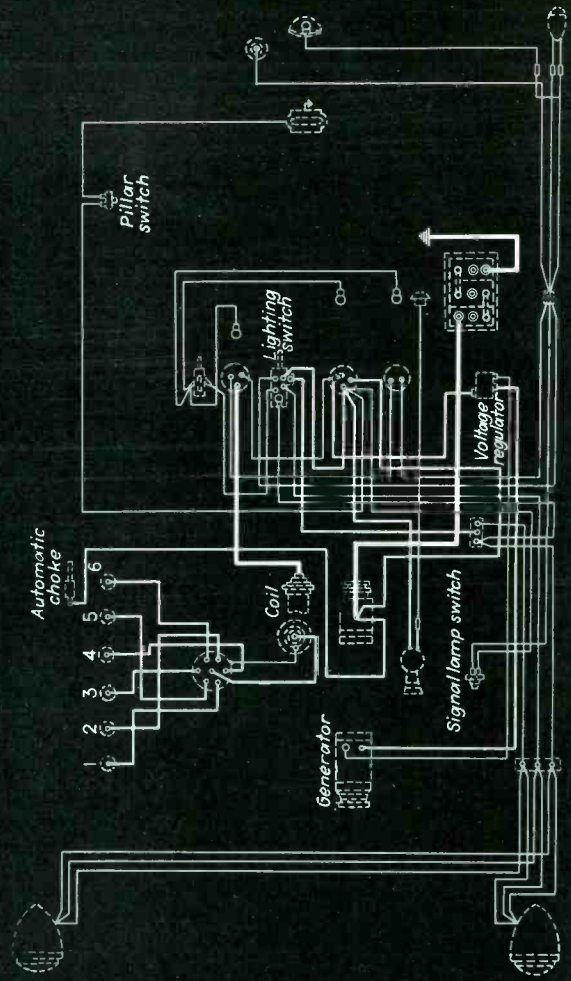 Automatic
choke
1 2 3 4 5 6
Pillar
switch
Coil
Lighting
switch
Generator
Signal lamp switch
Voltage
regulator